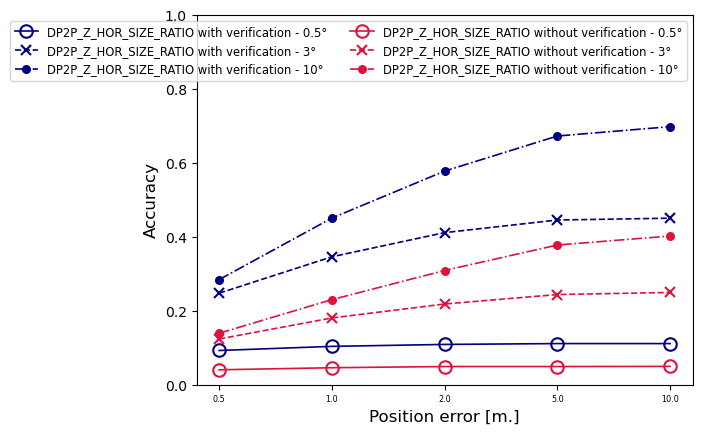 1.0
DP2P_Z_HOR_SIZE_RATIO with verification - 0.5° DP2P_Z_HOR_SIZE_RATIO without verification - 0.5°
DP2P_Z_HOR_SIZE_RATIO with verification - 3° DP2P_Z_HOR_SIZE_RATIO without verification - 3°
DP2P_Z_HOR_SIZE_RATIO with verification - 10° DP2P_Z_HOR_SIZE_RATIO without verification - 10°
0.8
0.6
0.4
0.2
0.0
Accuracy
0.5 1.0 2.0 5.0 10.0
Position error [m.]